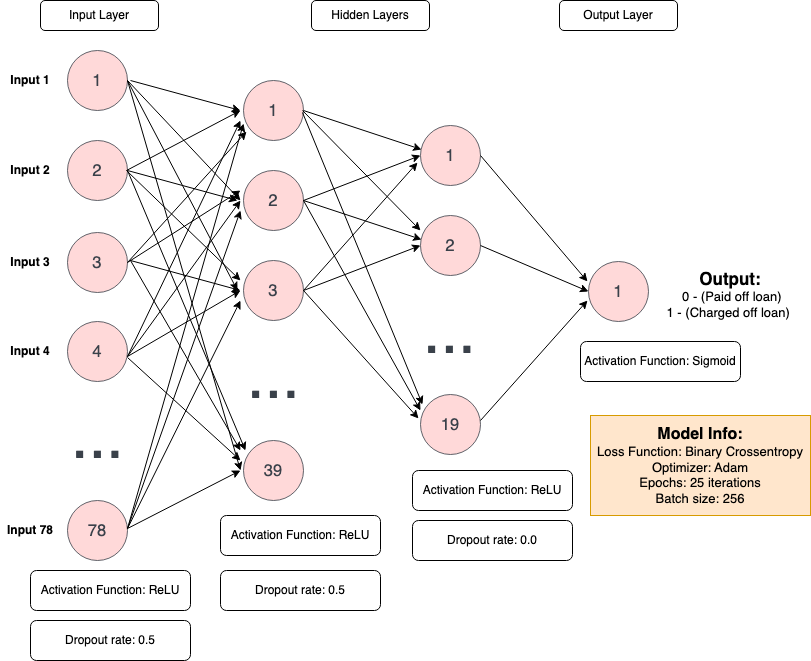 Input Layer
Hidden Layers
Output Layer
Input 1
1
Input 2
2
Input 3
3
Input 4
4
Input 78
78
Activation Function: ReLU
Dropout rate: 0.5
1
2
3
39
Activation Function: ReLU
Dropout rate: 0.5
1
2
19
Activation Function: ReLU
Dropout rate: 0.0
1
Output:
0 - (Paid off loan)
1 - (Charged off loan)
Activation Function: Sigmoid
Model Info:
Loss Function: Binary Crossentropy
Optimizer: Adam
Epochs: 25 iterations
Batch size: 256